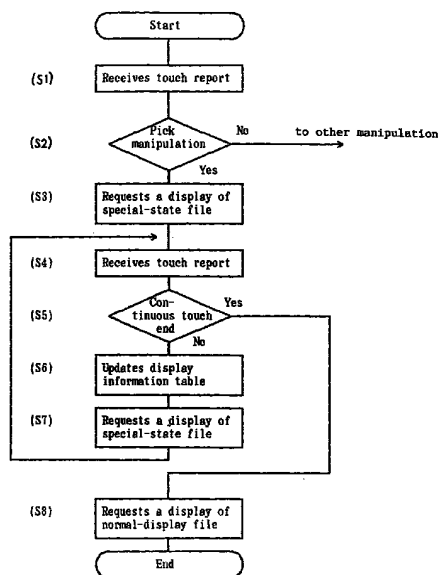 Start
(S1)
Receives touch report
(S2)
Pick
manipulation
No
to other manipulation
Yes
(S3)
Requests a display of
special-state file
(S4)
Receives touch report
(S5)
Con-
tinuous touch
end
Yes
No
(S6)
Updates display
information table
(S7)
Requests a display of
special-state file
(S8)
Requests a display of
normal-display file
End